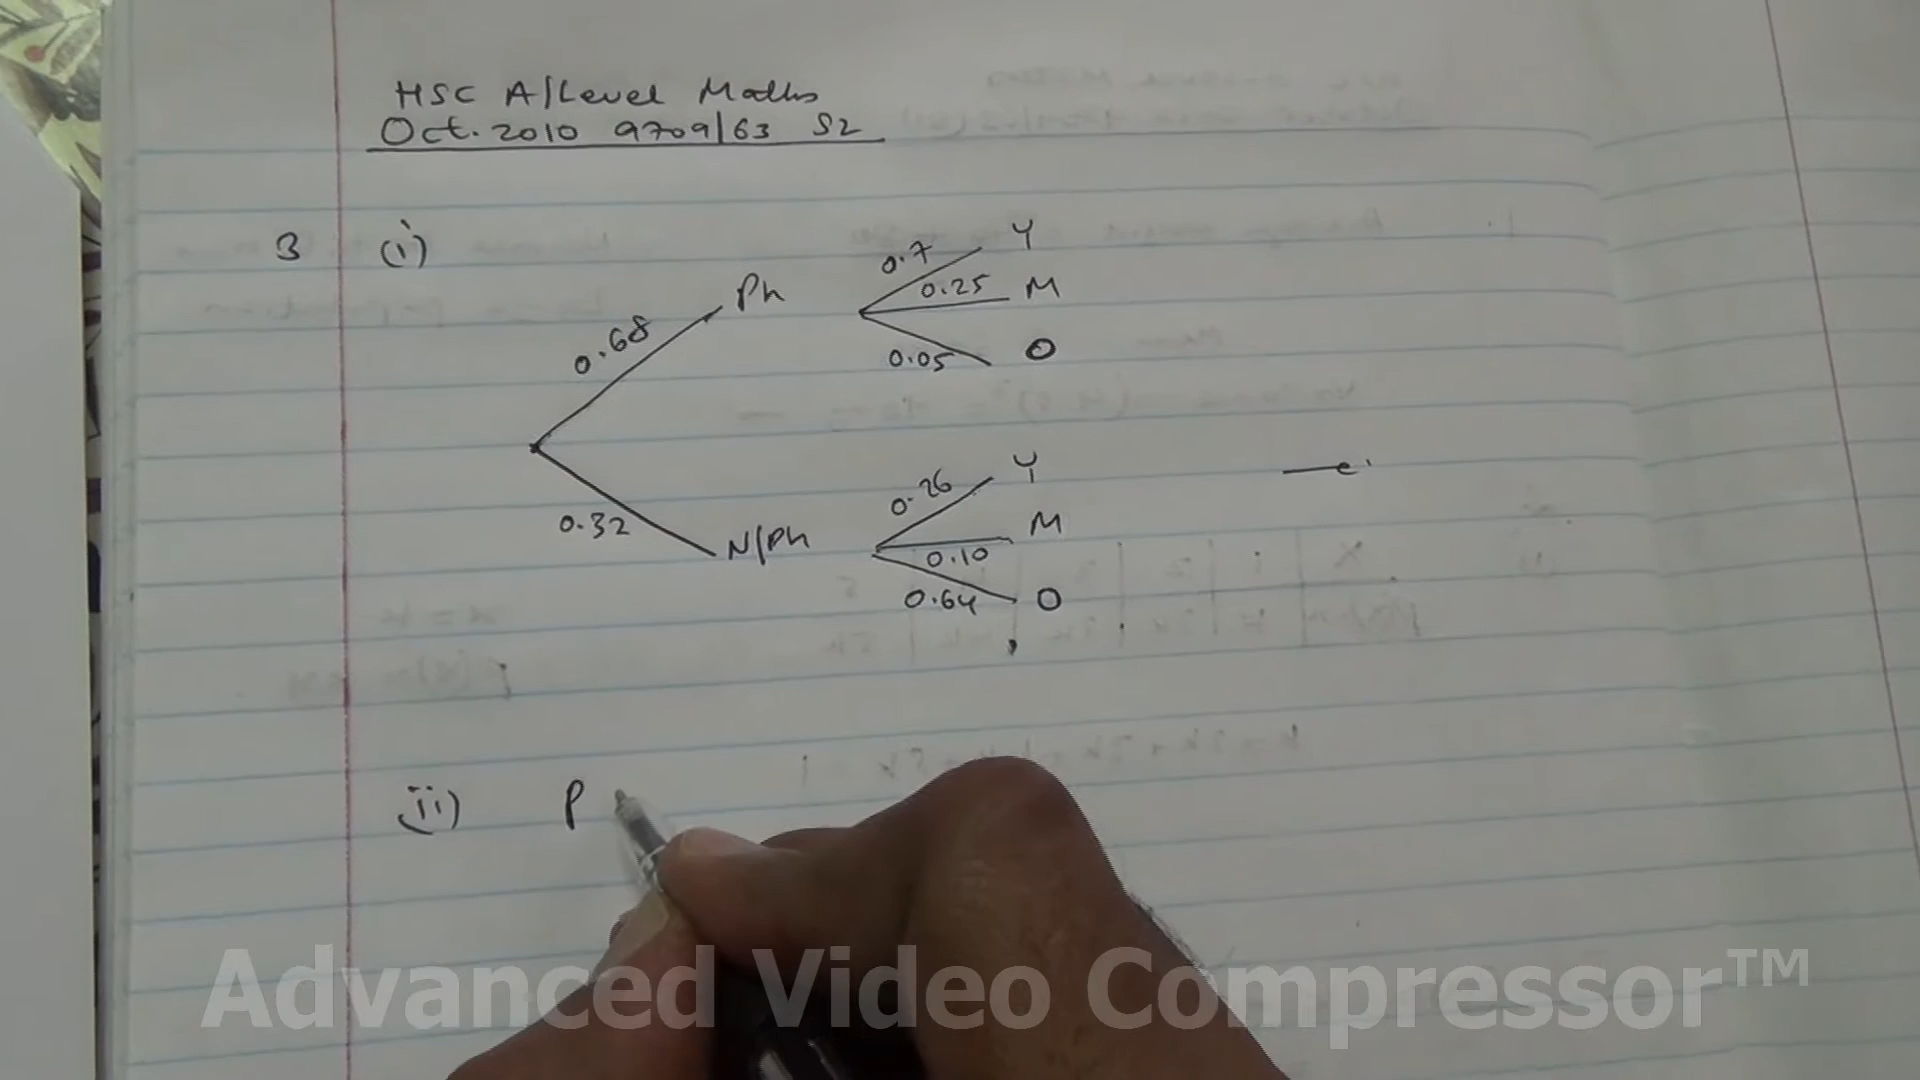 HSC A/Level Maths
Oct. 2010 9709/63 S2
3 (i)
0.68 Ph
0.7 Y
0.25 M
0.05 O
0.32 N/Ph
0.26 Y
0.10 M
0.64 O
(ii) P
Advanced Video Compressor™